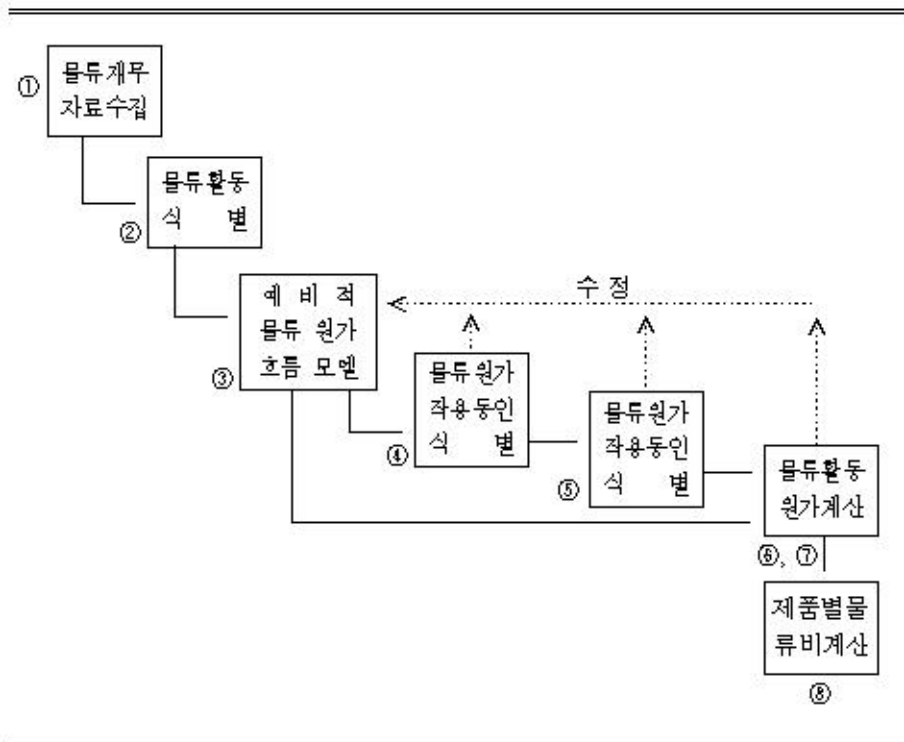 ①
물류재무
자료수집
②
물류활동
식 별
③
예 비 적
물류 원가
흐름 모델
수 정
④
물류원가
작용동인
식 별
⑤
물류원가
작용동인
식 별
물류활동
원가계산
⑥, ⑦
제품별물
류비계산
⑧